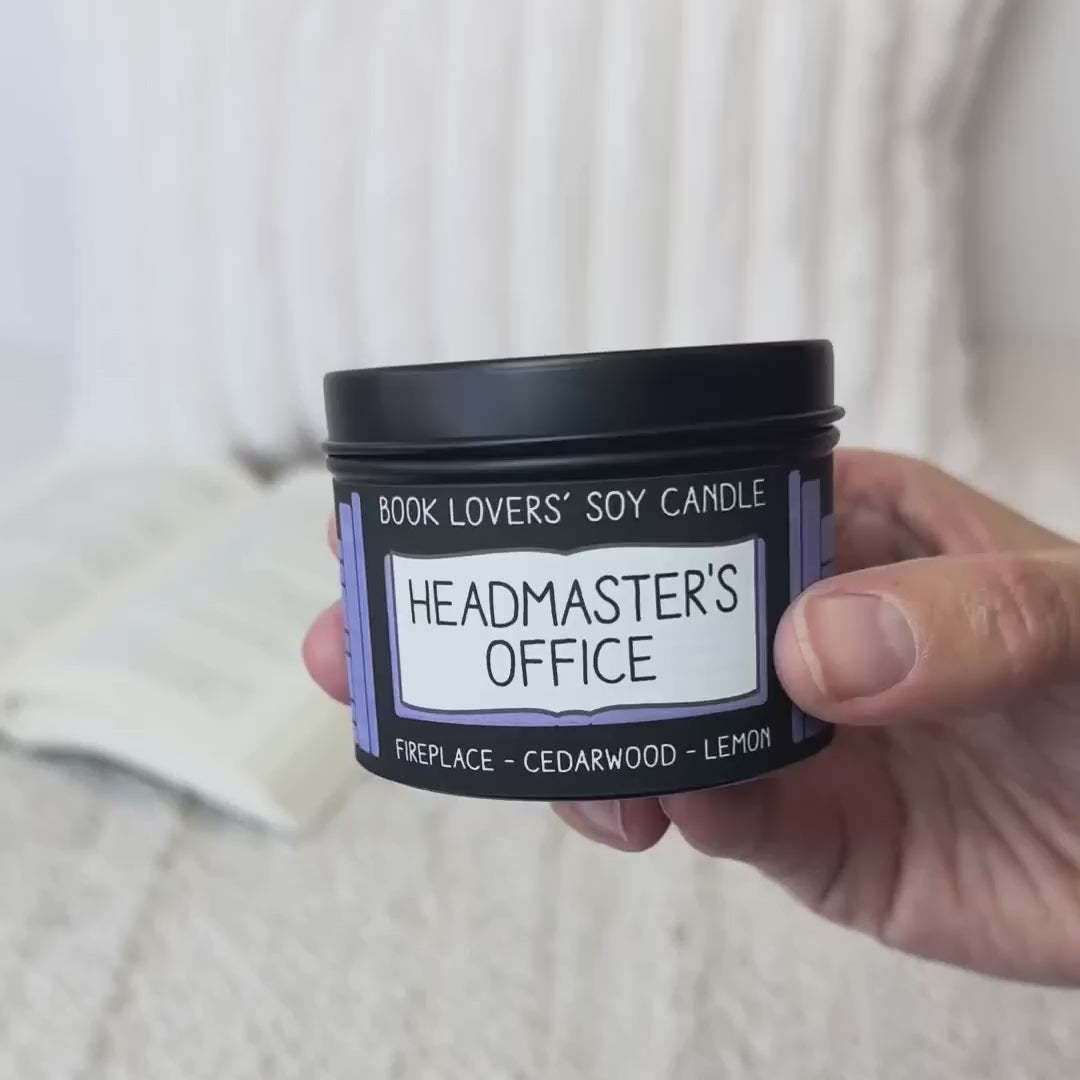 BOOK LOVERS' SOY CANDLE
HEADMASTER'S
OFFICE
FIREPLACE - CEDARWOOD - LEMON